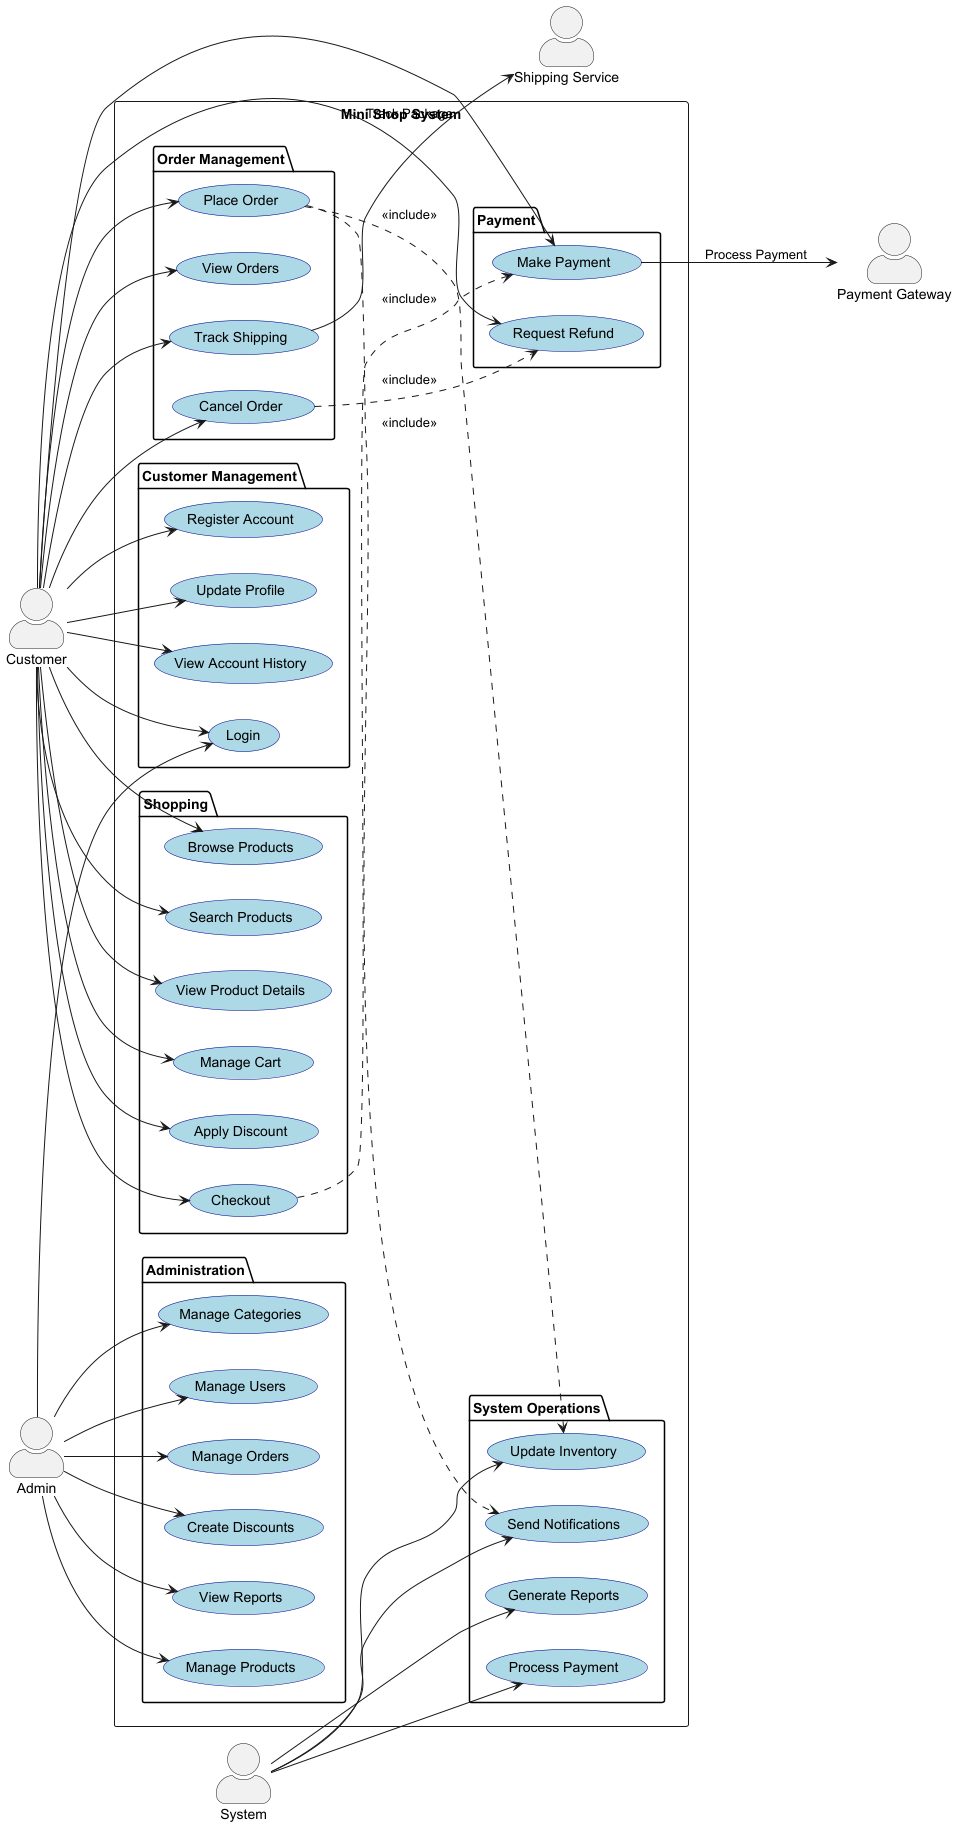 Shipping Service
Mini Shop System
Track Package
Order Management
Place Order
View Orders
Track Shipping
Cancel Order
«include»
«include»
«include»
«include»
Payment
Make Payment
Request Refund
Process Payment
Payment Gateway
Customer Management
Register Account
Update Profile
View Account History
Login
Customer
Shopping
Browse Products
Search Products
View Product Details
Manage Cart
Apply Discount
Checkout
Administration
Manage Categories
Manage Users
Manage Orders
Create Discounts
View Reports
Manage Products
Admin
System Operations
Update Inventory
Send Notifications
Generate Reports
Process Payment
System